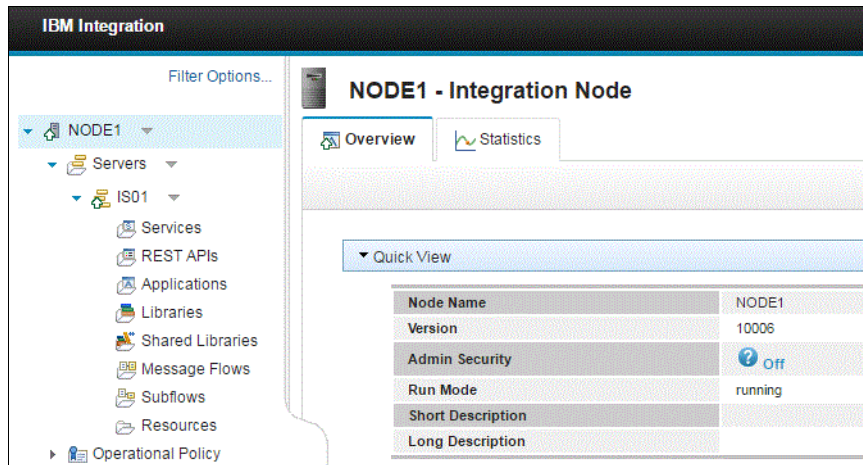 IBM Integration
Filter Options...
NODE1
Servers
IS01
Services
REST APIs
Applications
Libraries
Shared Libraries
Message Flows
Subflows
Resources
Operational Policy
NODE1 - Integration Node
Overview
Statistics
Quick View
Node Name NODE1
Version 10006
Admin Security ? Off
Run Mode running
Short Description
Long Description